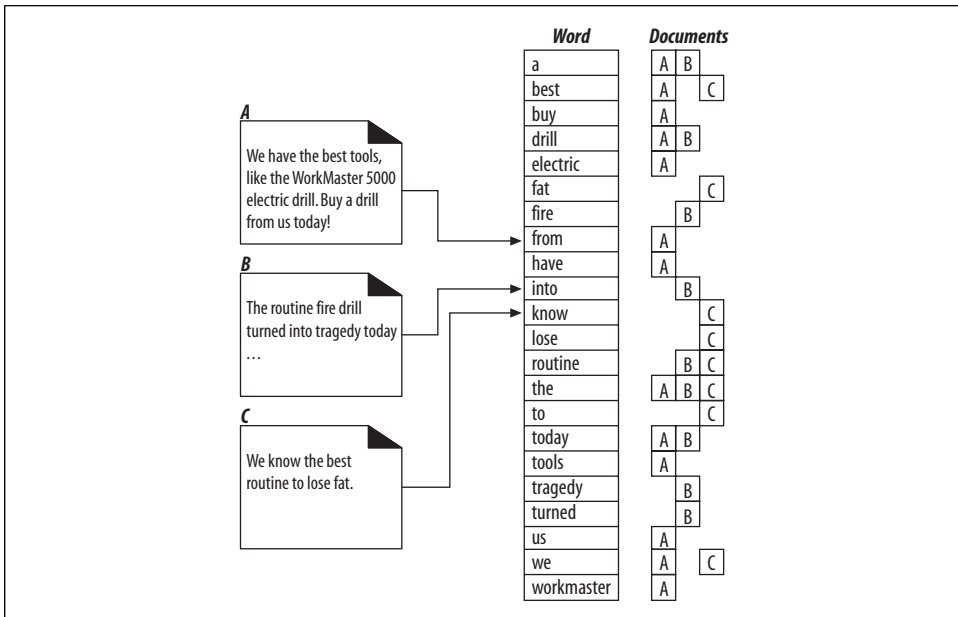 A
We have the best tools,
like the WorkMaster 5000
electric drill. Buy a drill
from us today!
B
The routine fire drill
turned into tragedy today
…
C
We know the best
routine to lose fat.
Word Documents
a A B
best A C
buy A
drill A B
electric A
fat C
fire B
from A
have A
into B
know C
lose C
routine B C
the A B C
to C
today A B
tools A
tragedy B
turned B
us A
we A C
workmaster A